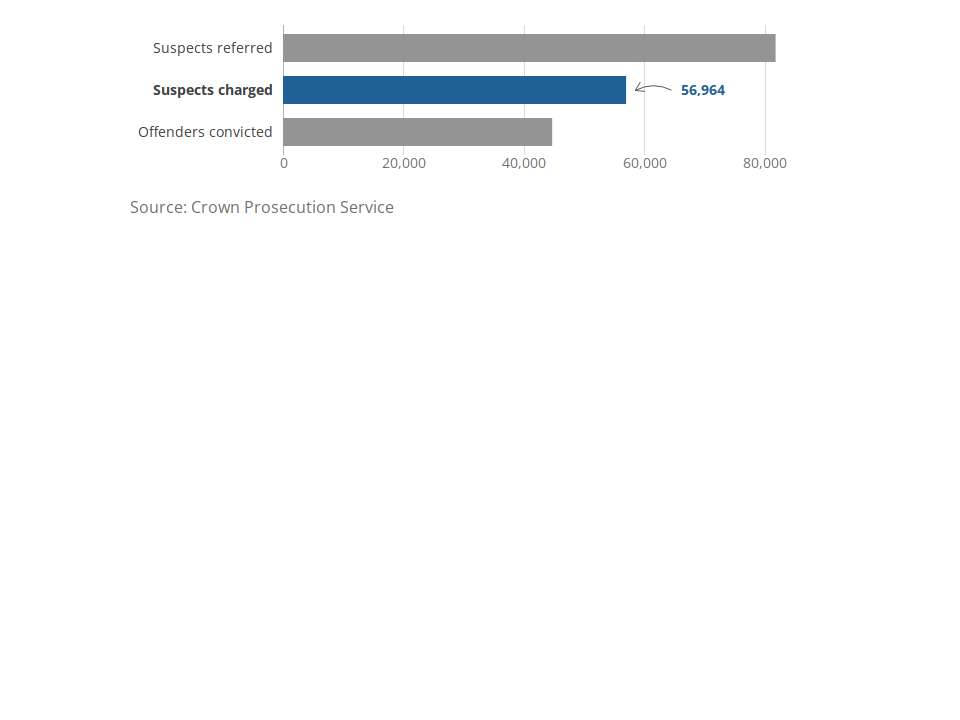 Suspects referred
Suspects charged
56,964
Offenders convicted
0 20,000 40,000 60,000 80,000
Source: Crown Prosecution Service